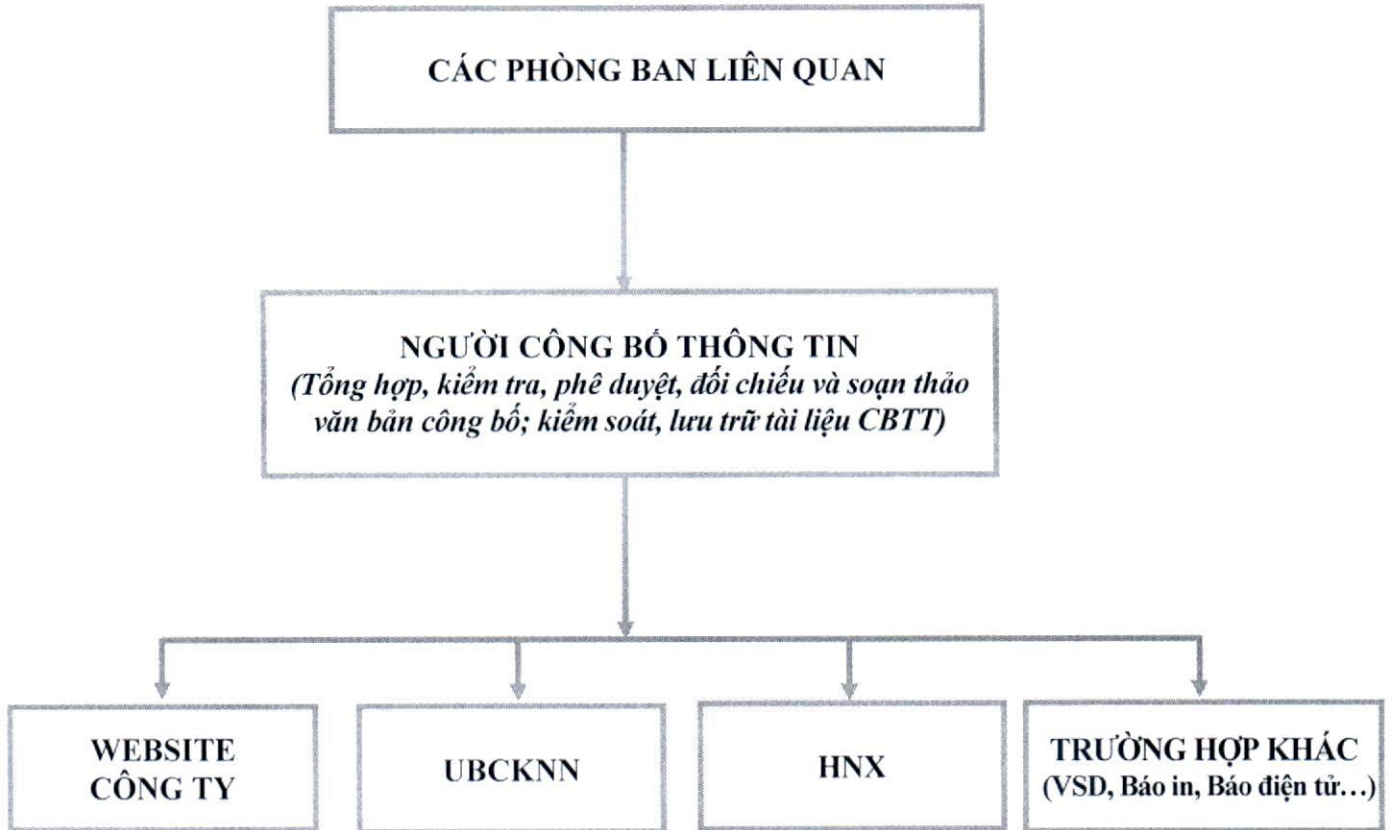 CÁC PHÒNG BAN LIÊN QUAN
NGƯỜI CÔNG BỐ THÔNG TIN
(Tổng hợp, kiểm tra, phê duyệt, đối chiếu và soạn thảo
văn bản công bố; kiểm soát, lưu trữ tài liệu CBTT)
WEBSITE
CÔNG TY
UBCKNN
HNX
TRƯỜNG HỢP KHÁC
(VSD, Báo in, Báo điện tử…)